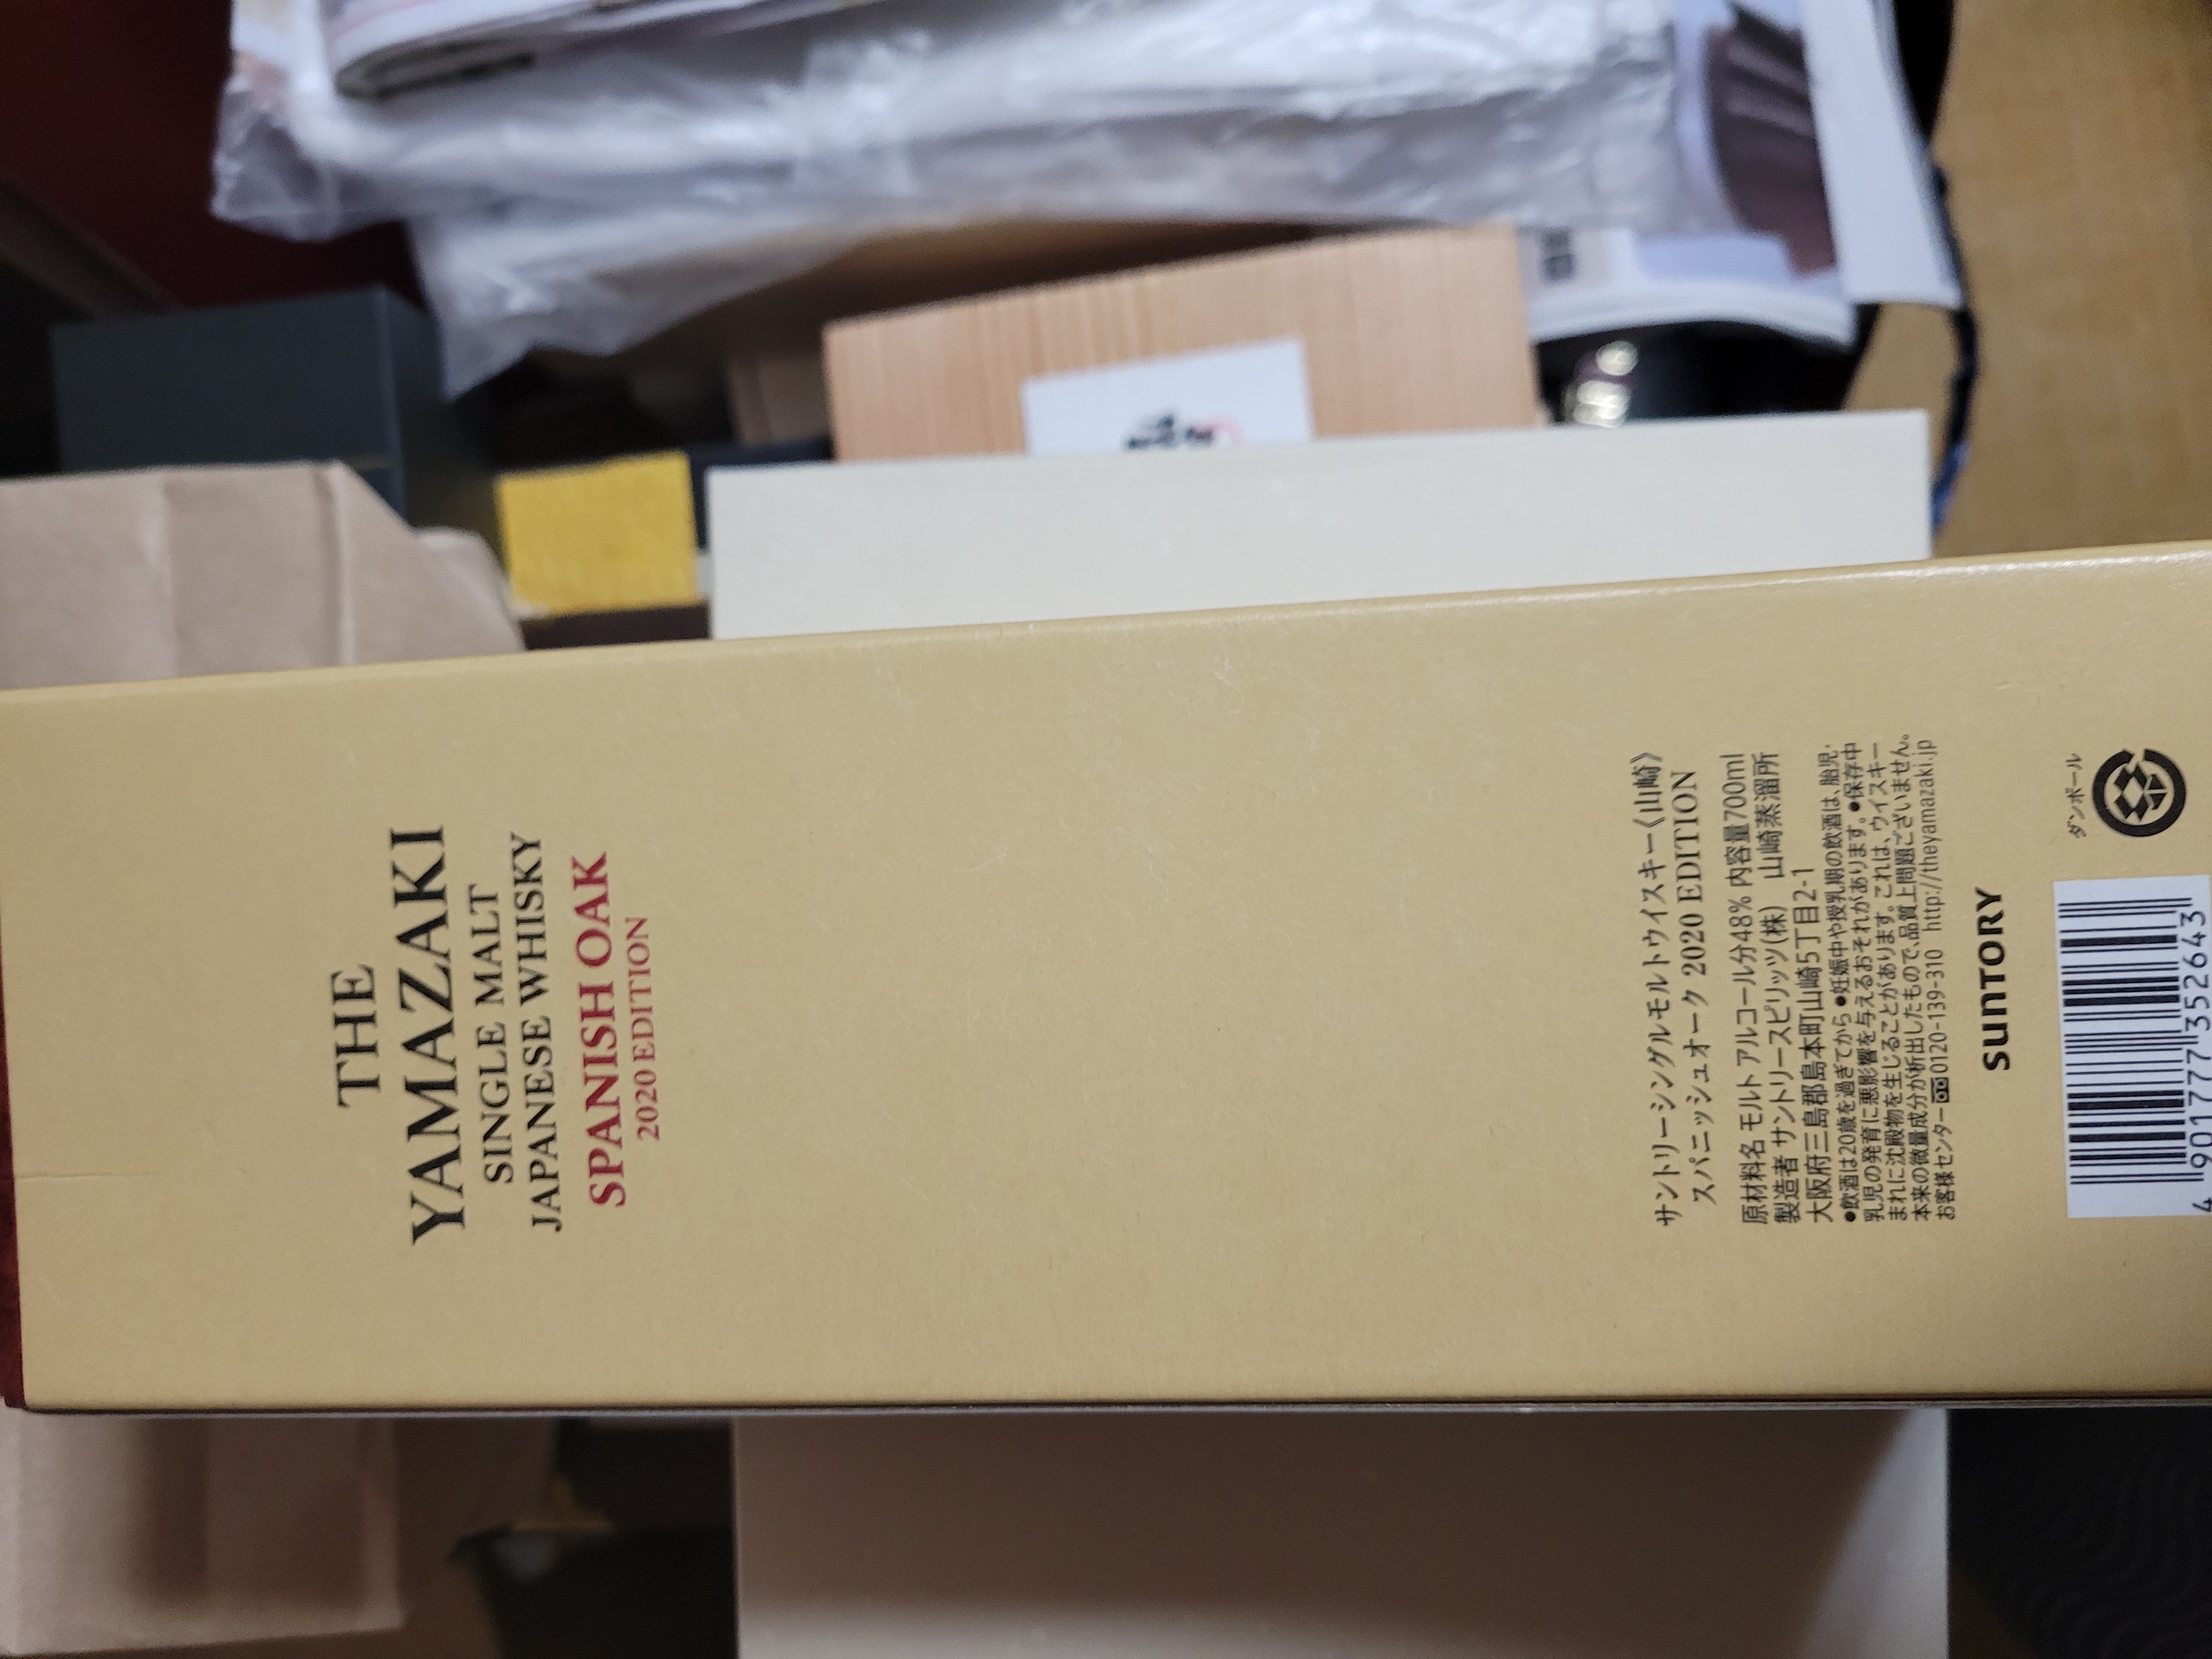 THE
YAMAZAKI
SINGLE MALT
JAPANESE WHISKY
SPANISH OAK
2020 EDITION
サントリーシングルモルトウイスキー〈山崎〉
スパニッシュオーク 2020 EDITION
原材料名 モルト アルコール分48% 内容量700ml
製造者 サントリースピリッツ(株) 山崎蒸溜所
大阪府三島郡島本町山崎5丁目2-1
●飲酒は20歳を過ぎてから ●妊娠中や授乳期の飲酒は、胎児・
乳児の発育に悪影響を与えるおそれがあります。●保存中
まれに沈殿物を生じることがあります。これは、ウイスキー
本来の微量成分が析出したもので、品質上問題ございません。
お客様センター 0120-139-310 http://theyamazaki.jp
SUNTORY
ダンボール
4 901777 352643